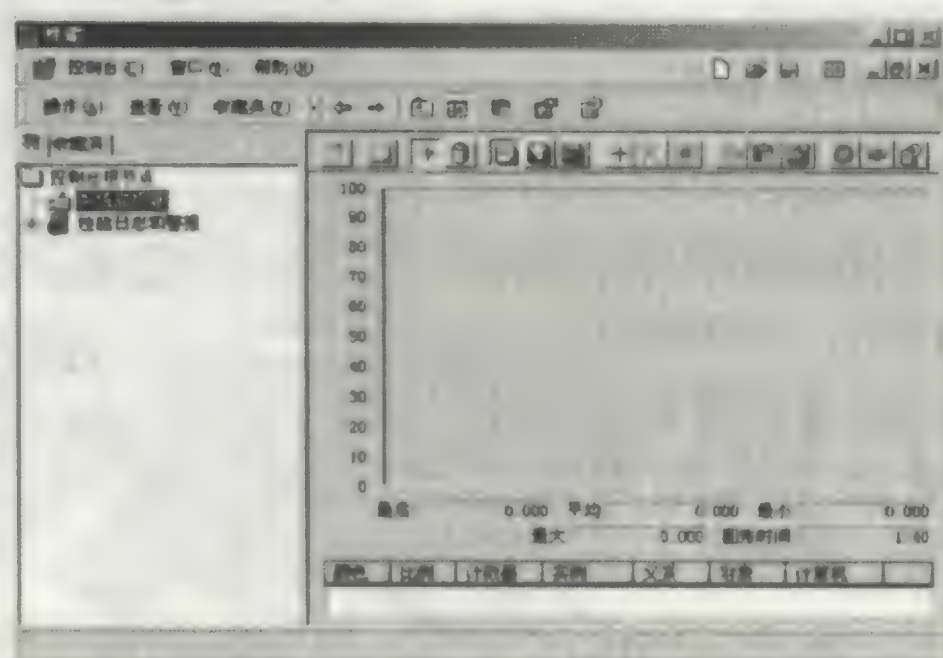 性能
控制台(C) 窗口(W) 帮助(H)
操作(A) 查看(V) 收藏夹(F)
树 收藏夹
控制台根节点
性能日志和警报
100
90
80
70
60
50
40
30
20
10
0
最后 0.000 平均 0.000 最小 0.000
最大 0.000 图形时间 1:40
颜色 比例 计数器 实例 父系 对象 计算机